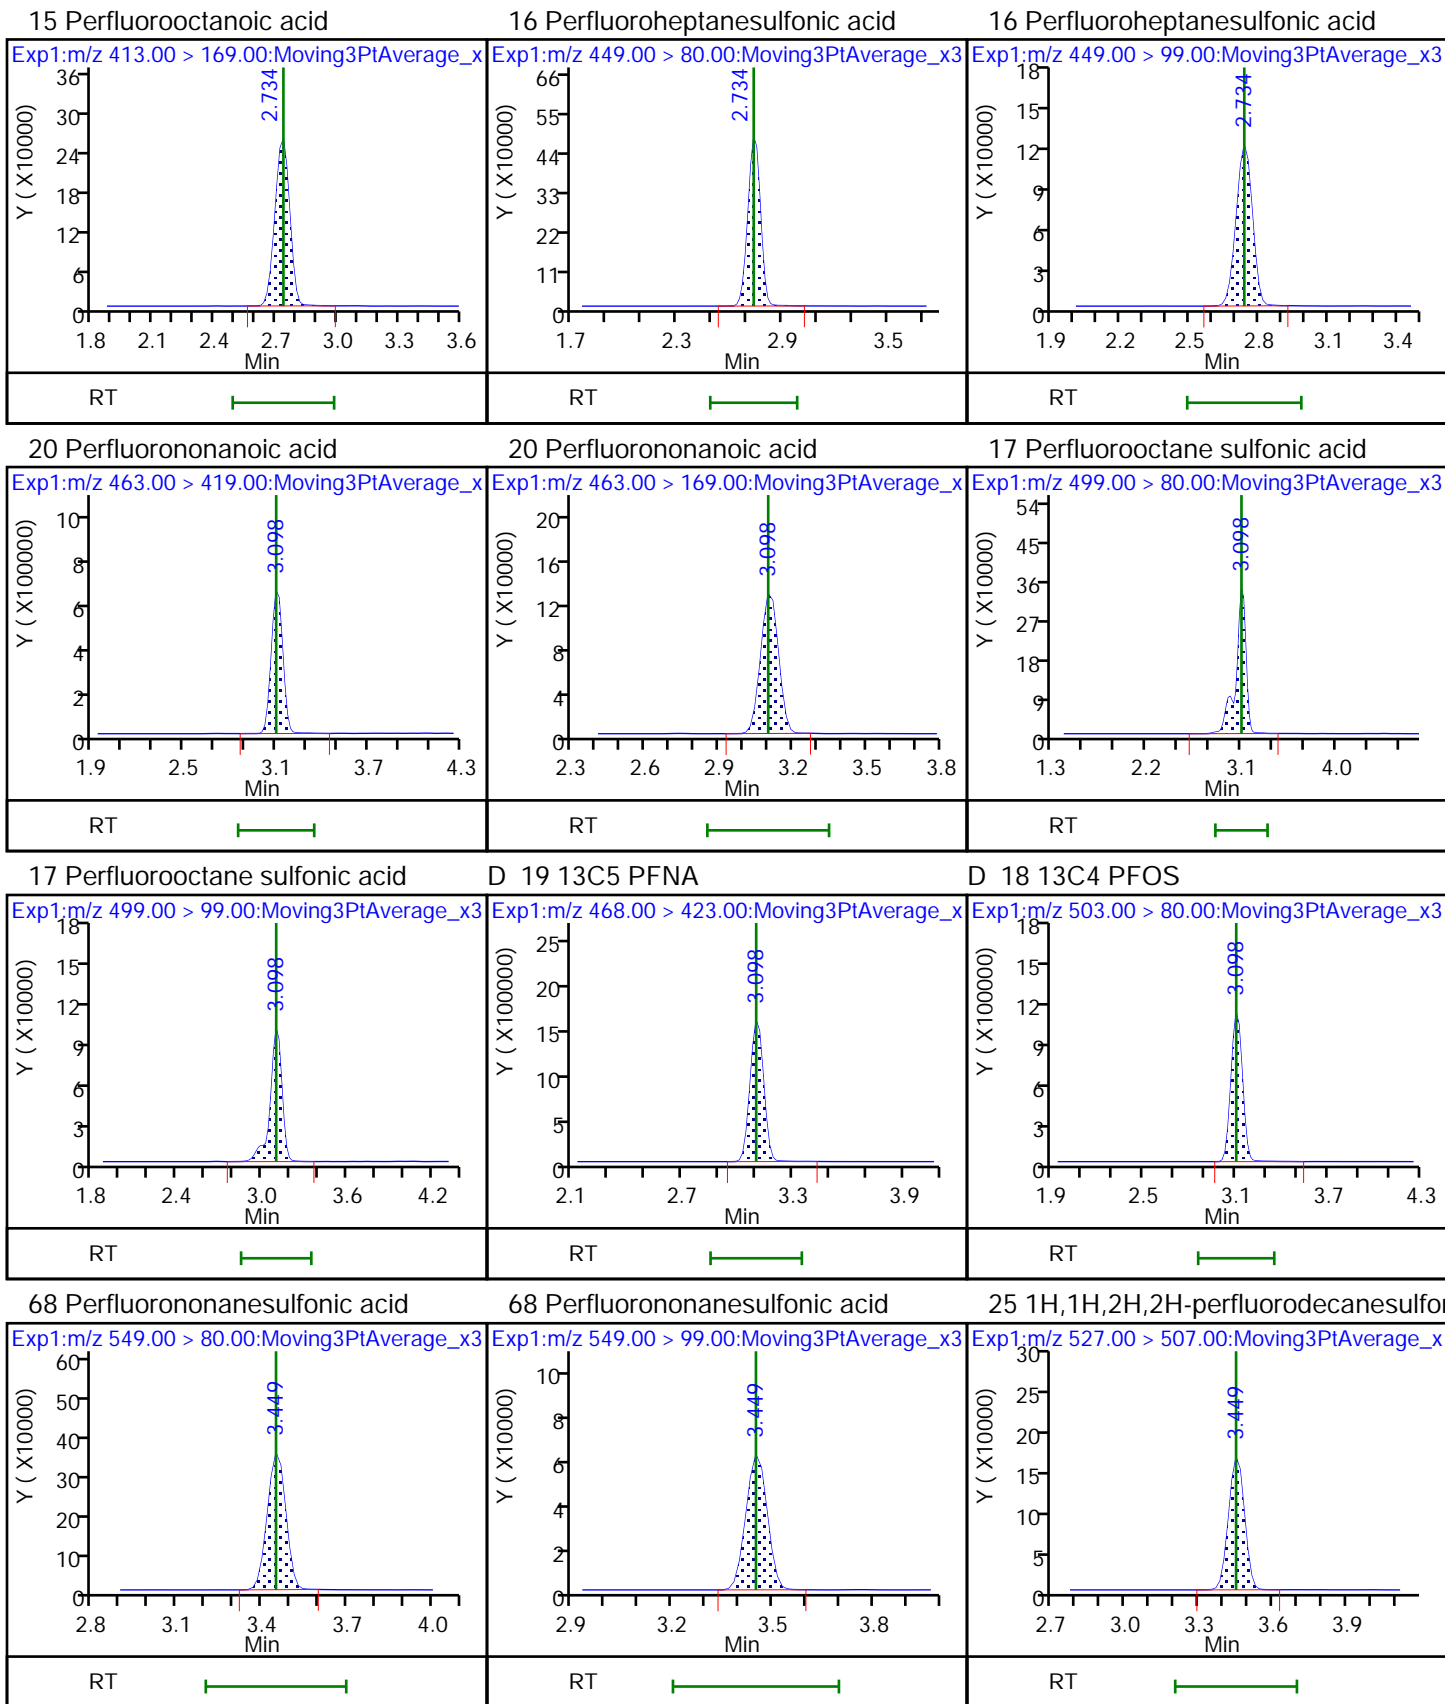 15 Perfluorooctanoic acid
Exp1:m/z 413.00 > 169.00:Moving3PtAverage_x
Y ( X10000)
36
30
24
18
12
6
0
2.734
1.8 2.1 2.4 2.7 3.0 3.3 3.6
Min
RT
16 Perfluoroheptanesulfonic acid
Exp1:m/z 449.00 > 80.00:Moving3PtAverage_x3
Y ( X10000)
66
55
44
33
22
11
0
2.734
1.7 2.3 2.9 3.5
Min
RT
16 Perfluoroheptanesulfonic acid
Exp1:m/z 449.00 > 99.00:Moving3PtAverage_x3
Y ( X10000)
18
15
12
9
6
3
0
2.734
1.9 2.2 2.5 2.8 3.1 3.4
Min
RT
20 Perfluorononanoic acid
Exp1:m/z 463.00 > 419.00:Moving3PtAverage_x
Y ( X100000)
10
8
6
4
2
0
3.098
1.9 2.5 3.1 3.7 4.3
Min
RT
20 Perfluorononanoic acid
Exp1:m/z 463.00 > 169.00:Moving3PtAverage_x
Y ( X10000)
20
16
12
8
4
0
3.098
2.3 2.6 2.9 3.2 3.5 3.8
Min
RT
17 Perfluorooctane sulfonic acid
Exp1:m/z 499.00 > 80.00:Moving3PtAverage_x3
Y ( X10000)
54
45
36
27
18
9
0
3.098
1.3 2.2 3.1 4.0
Min
RT
17 Perfluorooctane sulfonic acid
Exp1:m/z 499.00 > 99.00:Moving3PtAverage_x3
Y ( X10000)
18
15
12
9
6
3
0
3.098
1.8 2.4 3.0 3.6 4.2
Min
RT
D 19 13C5 PFNA
Exp1:m/z 468.00 > 423.00:Moving3PtAverage_x
Y ( X100000)
25
20
15
10
5
0
3.098
2.1 2.7 3.3 3.9
Min
RT
D 18 13C4 PFOS
Exp1:m/z 503.00 > 80.00:Moving3PtAverage_x3
Y ( X100000)
18
15
12
9
6
3
0
3.098
1.9 2.5 3.1 3.7 4.3
Min
RT
68 Perfluorononanesulfonic acid
Exp1:m/z 549.00 > 80.00:Moving3PtAverage_x3
Y ( X10000)
60
50
40
30
20
10
0
3.449
2.8 3.1 3.4 3.7 4.0
Min
RT
68 Perfluorononanesulfonic acid
Exp1:m/z 549.00 > 99.00:Moving3PtAverage_x3
Y ( X10000)
10
8
6
4
2
0
3.449
2.9 3.2 3.5 3.8
Min
RT
25 1H,1H,2H,2H-perfluorodecanesulfon
Exp1:m/z 527.00 > 507.00:Moving3PtAverage_x
Y ( X10000)
30
25
20
15
10
5
0
3.449
2.7 3.0 3.3 3.6 3.9
Min
RT